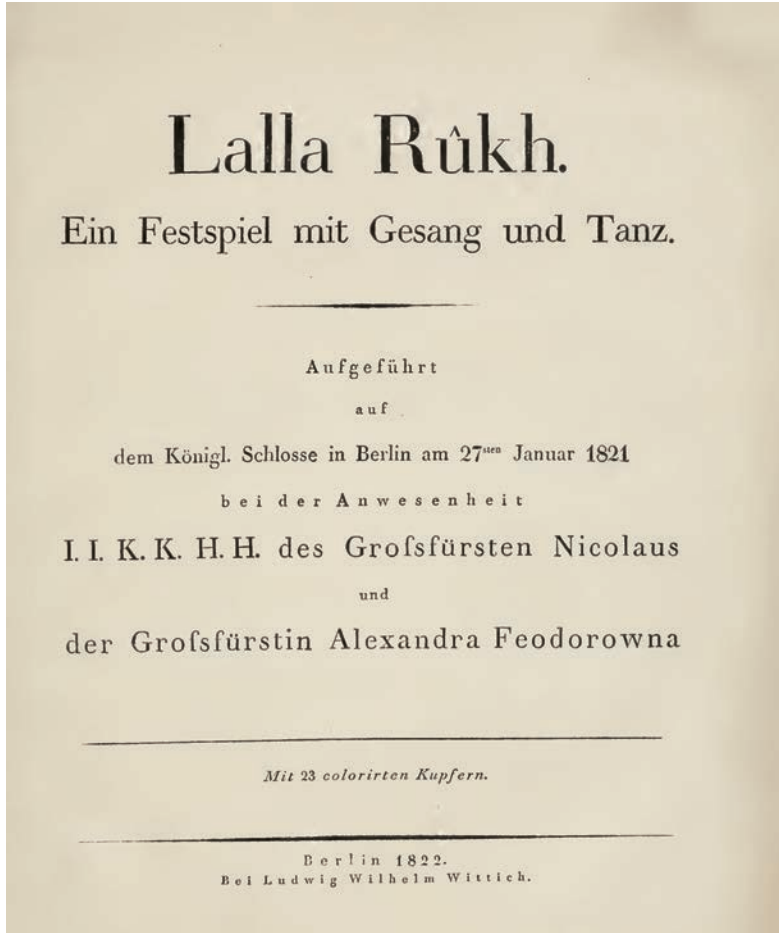 Lalla Rûkh.
Ein Festspiel mit Gesang und Tanz.
Aufgeführt
auf
dem Königl. Schlosse in Berlin am 27sten Januar 1821
bei der Anwesenheit
I. I. K. K. H. H. des Groſsfürsten Nicolaus
und
der Groſsfürstin Alexandra Feodorowna
Mit 23 colorirten Kupfern.
Berlin 1822.
Bei Ludwig Wilhelm Wittich.